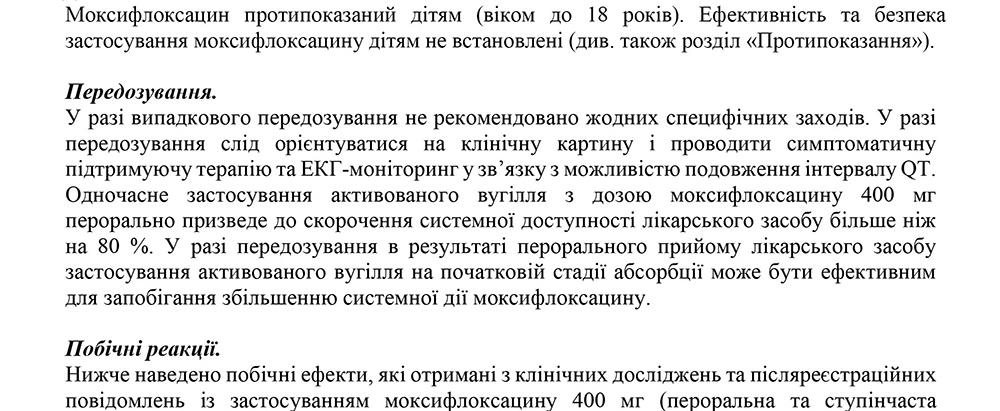 Моксифлоксацин протипоказаний дітям (віком до 18 років). Ефективність та безпека
застосування моксифлоксацину дітям не встановлені (див. також розділ «Протипоказання»).
Передозування.
У разі випадкового передозування не рекомендовано жодних специфічних заходів. У разі
передозування слід орієнтуватися на клінічну картину і проводити симптоматичну
підтримуючу терапію та ЕКГ-моніторинг у зв’язку з можливістю подовження інтервалу QT.
Одночасне застосування активованого вугілля з дозою моксифлоксацину 400 мг
перорально призведе до скорочення системної доступності лікарського засобу більше ніж
на 80 %. У разі передозування в результаті перорального прийому лікарського засобу
застосування активованого вугілля на початковій стадії абсорбції може бути ефективним
для запобігання збільшенню системної дії моксифлоксацину.
Побічні реакції.
Нижче наведено побічні ефекти, які отримані з клінічних досліджень та післяреєстраційних
повідомлень із застосуванням моксифлоксацину 400 мг (пероральна та ступінчаста